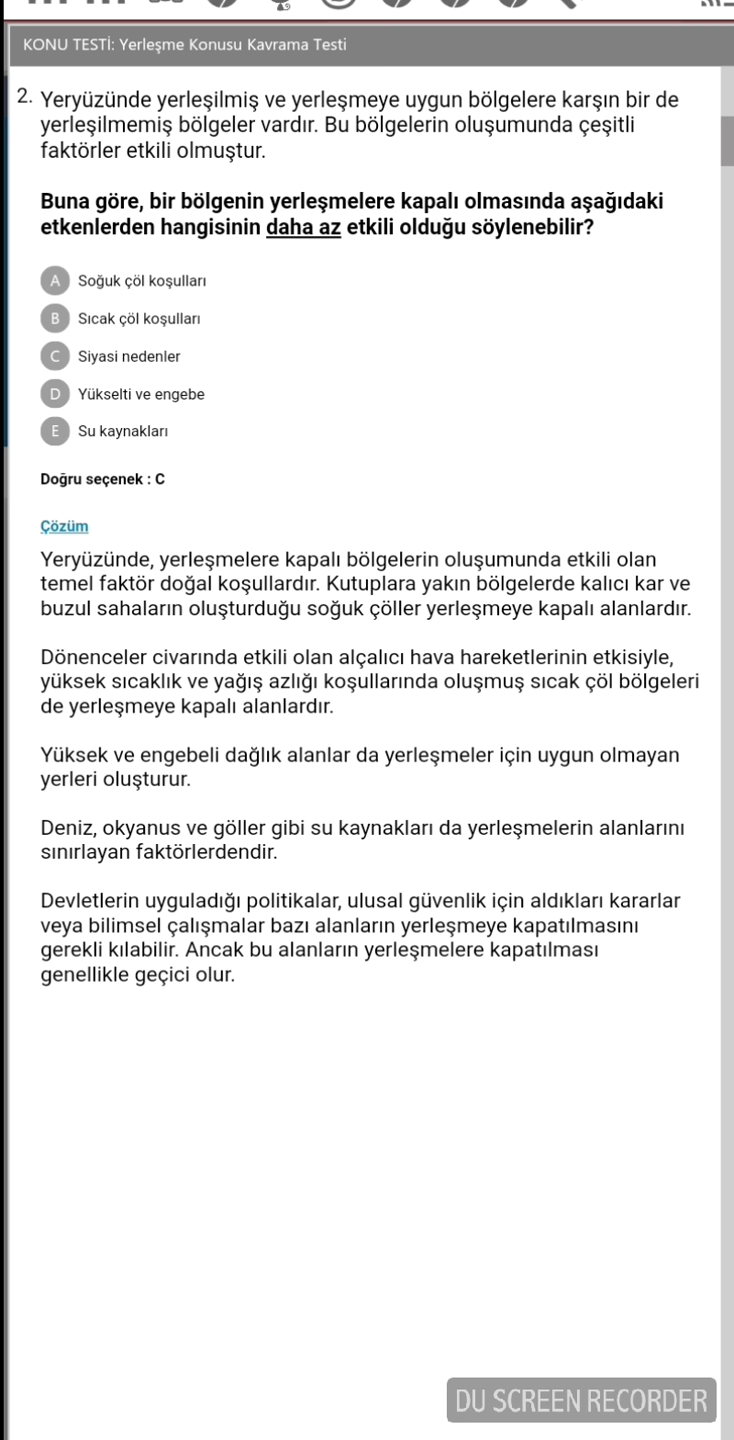 KONU TESTİ: Yerleşme Konusu Kavrama Testi
2. Yeryüzünde yerleşilmiş ve yerleşmeye uygun bölgelere karşın bir de
yerleşilmemiş bölgeler vardır. Bu bölgelerin oluşumunda çeşitli
faktörler etkili olmuştur.
Buna göre, bir bölgenin yerleşmelere kapalı olmasında aşağıdaki
etkenlerden hangisinin daha az etkili olduğu söylenebilir?
A Soğuk çöl koşulları
B Sıcak çöl koşulları
C Siyasi nedenler
D Yükselti ve engebe
E Su kaynakları
Doğru seçenek : C
Çözüm
Yeryüzünde, yerleşmelere kapalı bölgelerin oluşumunda etkili olan
temel faktör doğal koşullardır. Kutuplara yakın bölgelerde kalıcı kar ve
buzul sahaların oluşturduğu soğuk çöller yerleşmeye kapalı alanlardır.
Dönenceler civarında etkili olan alçalıcı hava hareketlerinin etkisiyle,
yüksek sıcaklık ve yağış azlığı koşullarında oluşmuş sıcak çöl bölgeleri
de yerleşmeye kapalı alanlardır.
Yüksek ve engebeli dağlık alanlar da yerleşmeler için uygun olmayan
yerleri oluşturur.
Deniz, okyanus ve göller gibi su kaynakları da yerleşmelerin alanlarını
sınırlayan faktörlerdendir.
Devletlerin uyguladığı politikalar, ulusal güvenlik için aldıkları kararlar
veya bilimsel çalışmalar bazı alanların yerleşmeye kapatılmasını
gerekli kılabilir. Ancak bu alanların yerleşmelere kapatılması
genellikle geçici olur.
DU SCREEN RECORDER